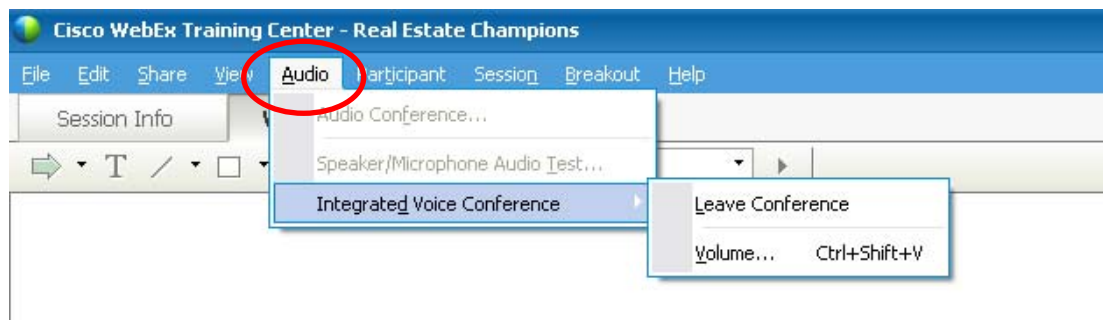 Cisco WebEx Training Center - Real Estate Champions
File Edit Share View Audio Participant Session Breakout Help
Session Info
Audio Conference...
T
Speaker/Microphone Audio Test...
Integrated Voice Conference
Leave Conference
Volume... Ctrl+Shift+V